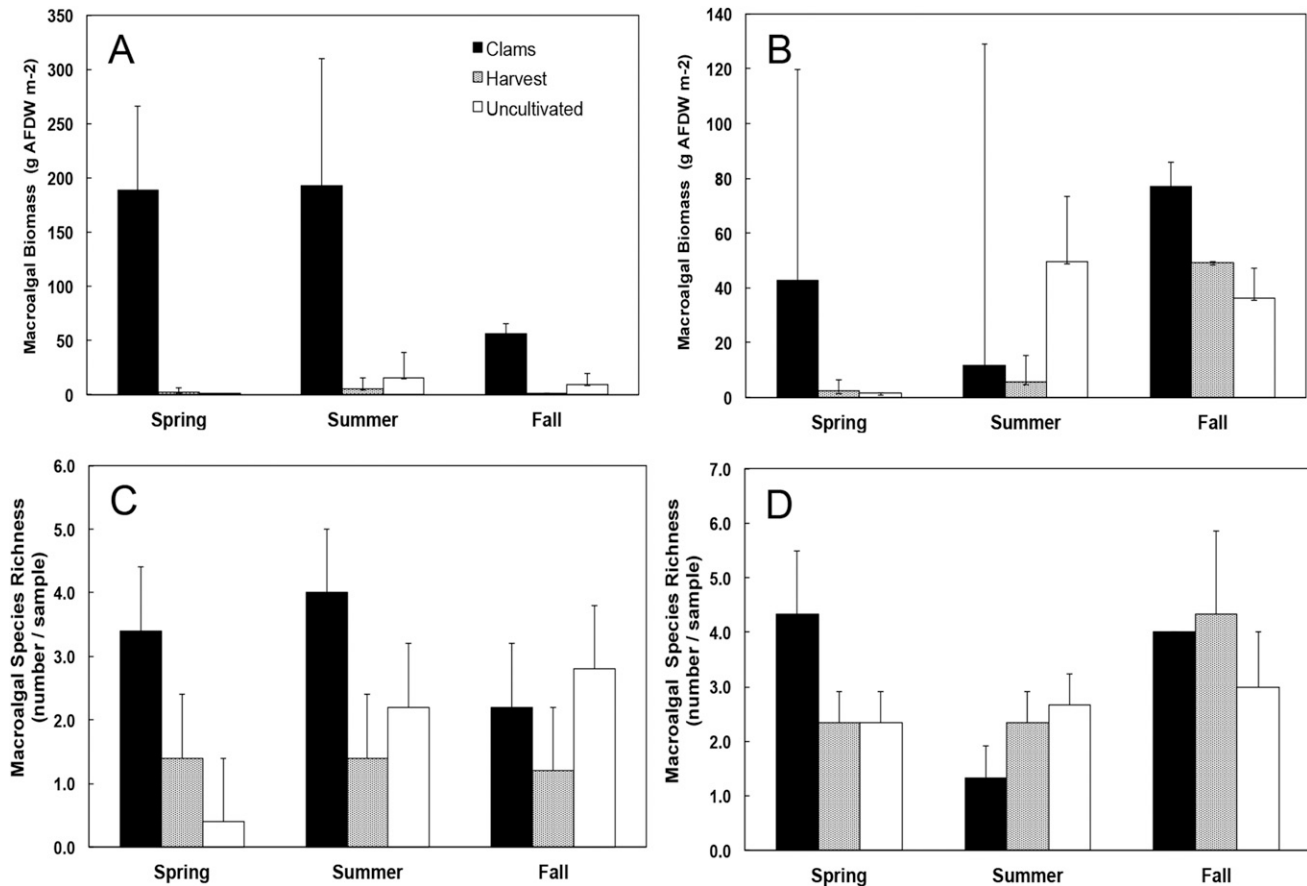 A
Macroalgal Biomass (g AFDW m-2)
350
300
250
200
150
100
50
0
Clams
Harvest
Uncultivated
Spring Summer Fall
B
Macroalgal Biomass (g AFDW m-2)
140
120
100
80
60
40
20
0
Spring Summer Fall
C
Macroalgal Species Richness
(number / sample)
6.0
5.0
4.0
3.0
2.0
1.0
0.0
Spring Summer Fall
D
Macroalgal Species Richness
(number / sample)
7.0
6.0
5.0
4.0
3.0
2.0
1.0
0.0
Spring Summer Fall